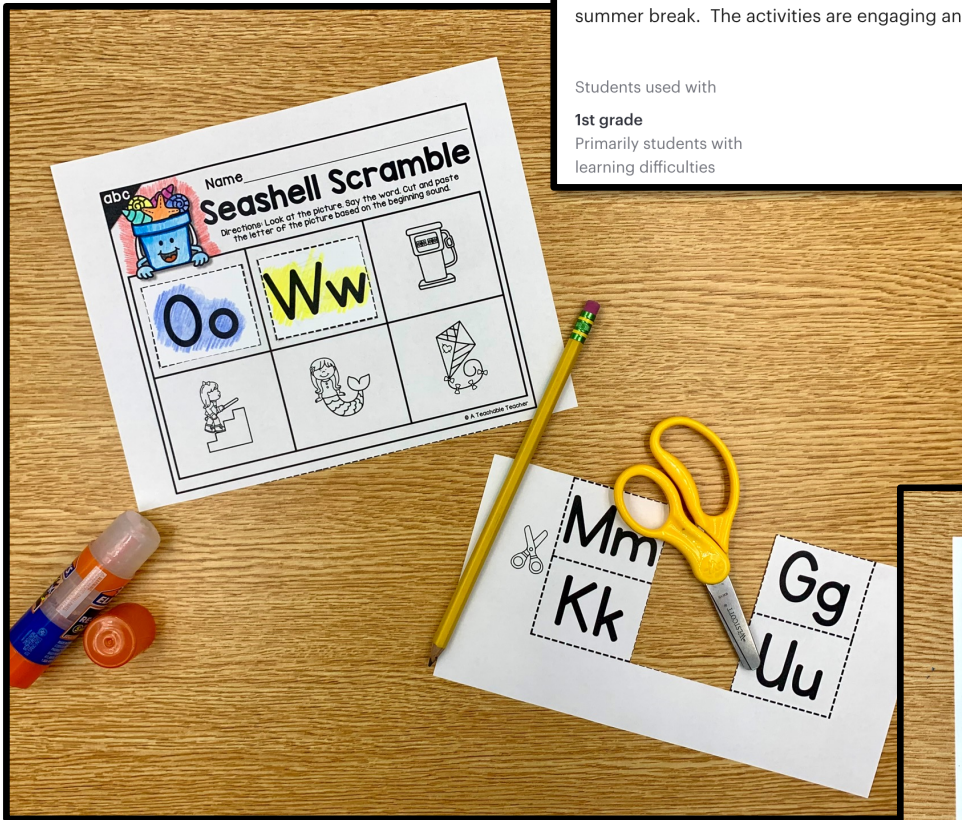 summer break. The activities are engaging an
Students used with
1st grade
Primarily students with
learning difficulties
abc
Name
Seashell Scramble
Directions: Look at the picture. Say the word. Cut and paste
the letter of the picture based on the beginning sound.
Oo
Ww
© A Teachable Teacher
Mm
Kk
Gg
Uu
WESTCOTT